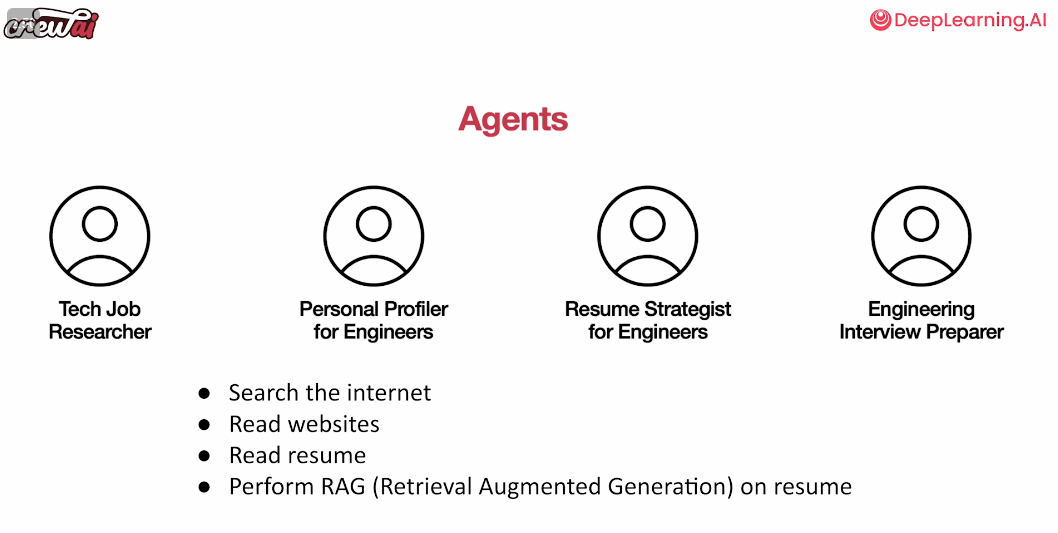 crewai
DeepLearning.AI
Agents
Tech Job
Researcher
Personal Profiler
for Engineers
Resume Strategist
for Engineers
Engineering
Interview Preparer
● Search the internet
● Read websites
● Read resume
● Perform RAG (Retrieval Augmented Generation) on resume